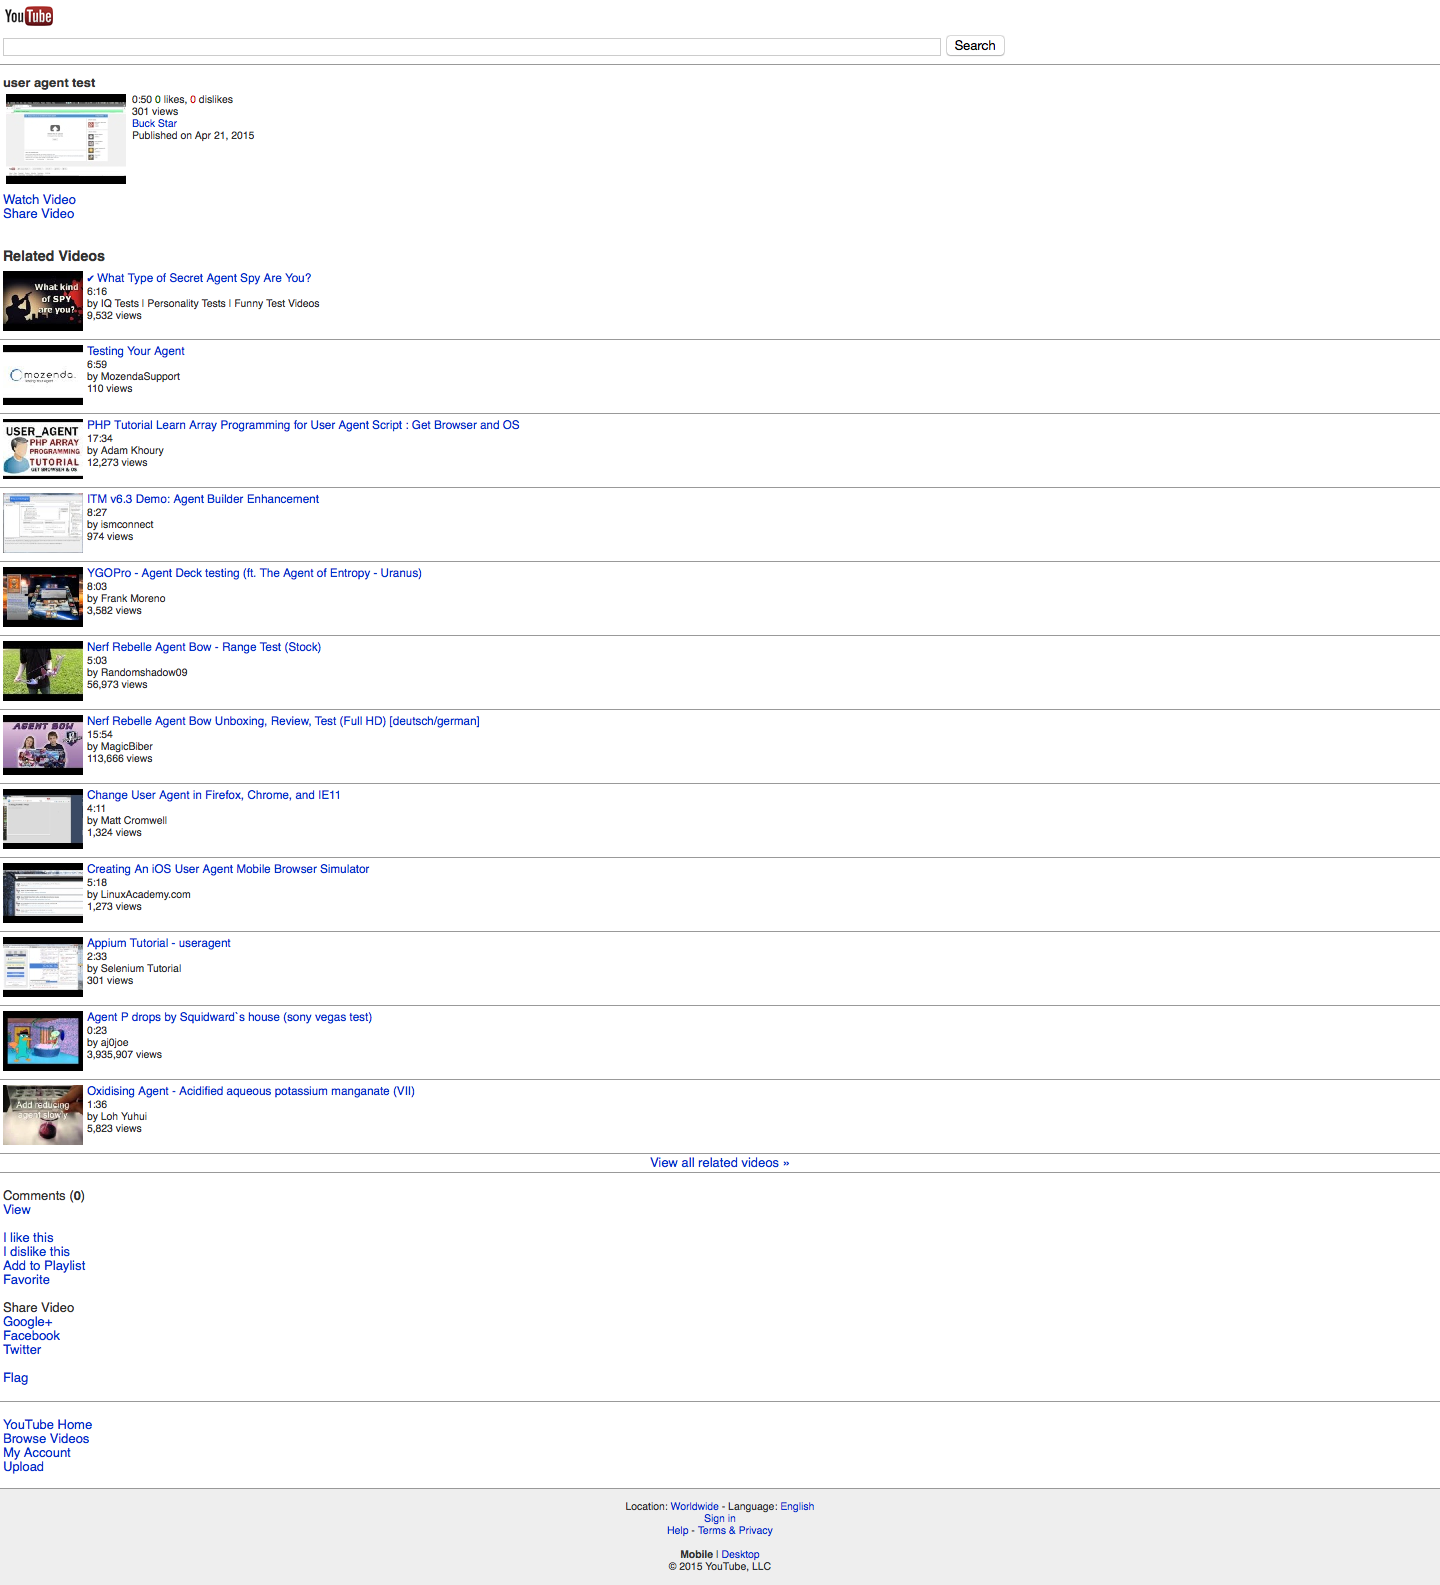 YouTube
Search
user agent test
0:50 0 likes, 0 dislikes
301 views
Buck Star
Published on Apr 21, 2015
Watch Video
Share Video
Related Videos
What kind
of SPY
are you?
✔ What Type of Secret Agent Spy Are You?
6:16
by IQ Tests | Personality Tests | Funny Test Videos
9,532 views
mozenda.
Testing Your Agent
6:59
by MozendaSupport
110 views
USER_AGENT
PHP ARRAY
PROGRAMMING
TUTORIAL
GET BROWSER & OS
PHP Tutorial Learn Array Programming for User Agent Script : Get Browser and OS
17:34
by Adam Khoury
12,273 views
ITM v6.3 Demo: Agent Builder Enhancement
8:27
by ismconnect
974 views
YGOPro - Agent Deck testing (ft. The Agent of Entropy - Uranus)
8:03
by Frank Moreno
3,582 views
Nerf Rebelle Agent Bow - Range Test (Stock)
5:03
by Randomshadow09
56,973 views
AGENT BOW
Nerf Rebelle Agent Bow Unboxing, Review, Test (Full HD) [deutsch/german]
15:54
by MagicBiber
113,666 views
Change User Agent in Firefox, Chrome, and IE11
4:11
by Matt Cromwell
1,324 views
Creating An iOS User Agent Mobile Browser Simulator
5:18
by LinuxAcademy.com
1,273 views
Appium Tutorial - useragent
2:33
by Selenium Tutorial
301 views
Agent P drops by Squidward`s house (sony vegas test)
0:23
by aj0joe
3,935,907 views
Add reducing
agent slowly
Oxidising Agent - Acidified aqueous potassium manganate (VII)
1:36
by Loh Yuhui
5,823 views
View all related videos »
Comments (0)
View
I like this
I dislike this
Add to Playlist
Favorite
Share Video
Google+
Facebook
Twitter
Flag
YouTube Home
Browse Videos
My Account
Upload
Location: Worldwide - Language: English
Sign in
Help - Terms & Privacy
Mobile | Desktop
© 2015 YouTube, LLC